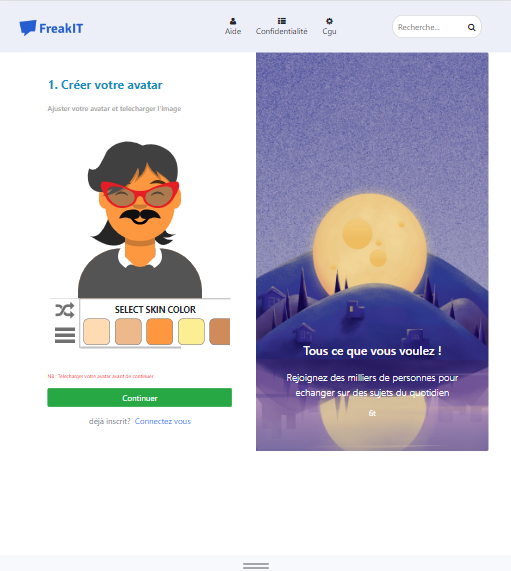 FreakIT
Aide
Confidentialité
Cgu
Recherche...
1. Créer votre avatar
Ajuster votre avatar et telecharger l'image
SELECT SKIN COLOR
NB : Telecharger votre avatar avant de continuer
Continuer
déjà inscrit? Connectez vous
Tous ce que vous voulez !
Rejoignez des milliers de personnes pour
echanger sur des sujets du quotidien
6t